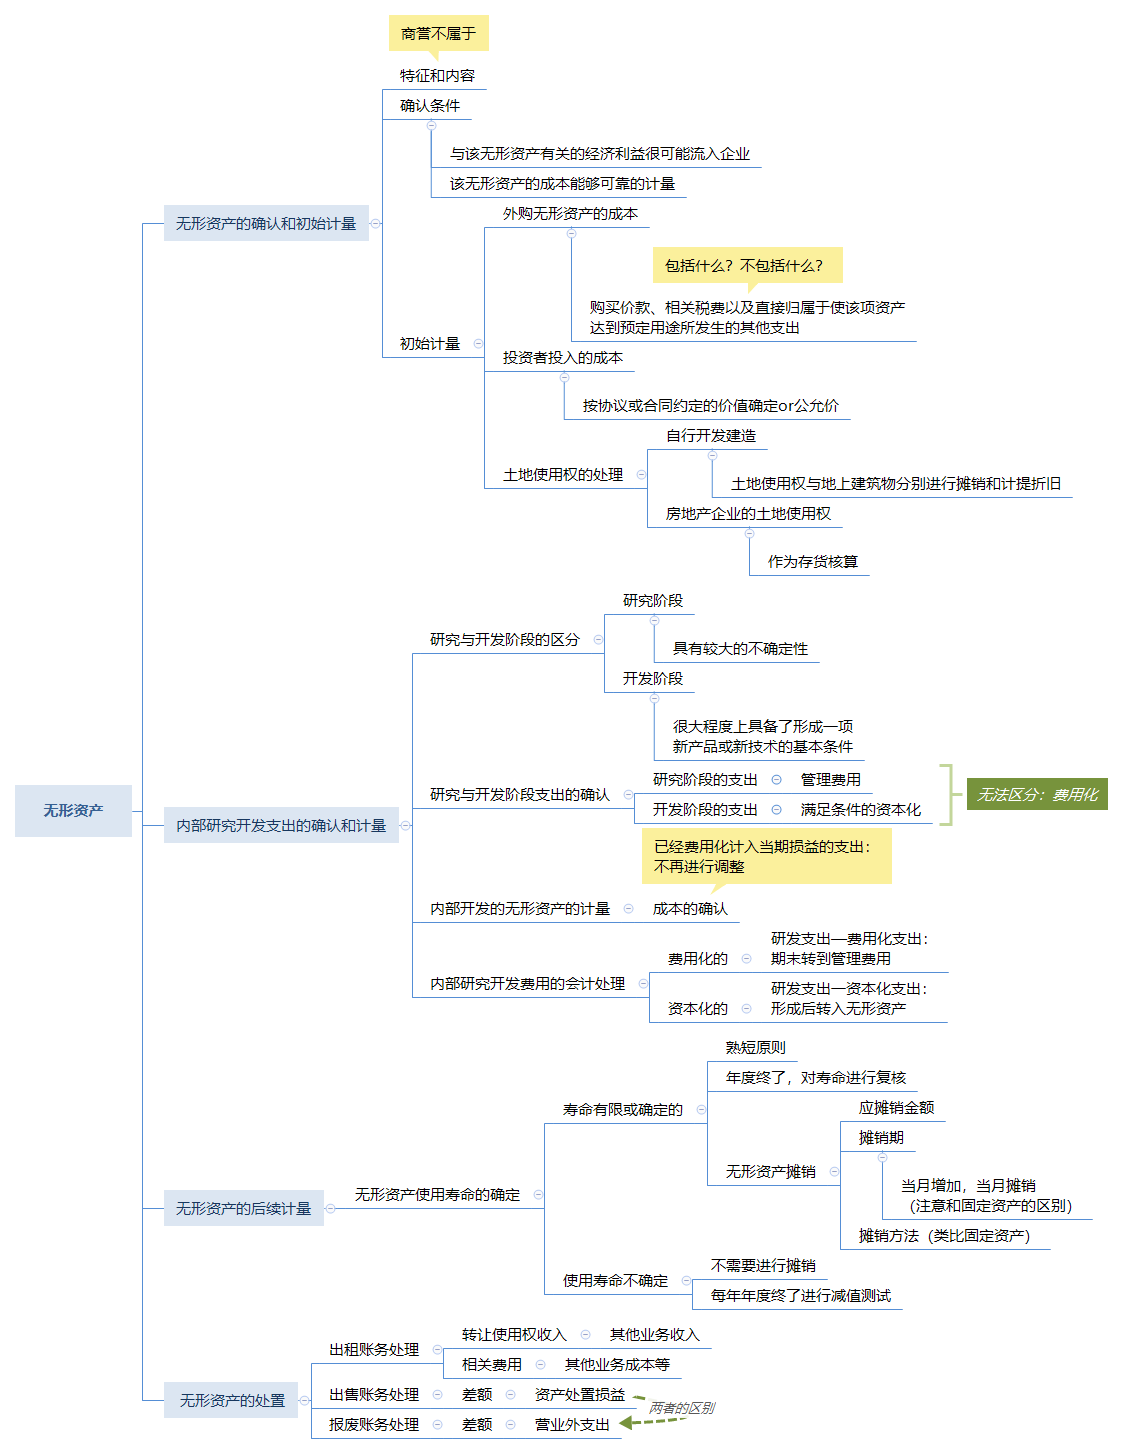 商誉不属于
特征和内容
确认条件
与该无形资产有关的经济利益很可能流入企业
该无形资产的成本能够可靠的计量
无形资产的确认和初始计量
外购无形资产的成本
包括什么？不包括什么？
购买价款、相关税费以及直接归属于使该项资产
达到预定用途所发生的其他支出
初始计量
投资者投入的成本
按协议或合同约定的价值确定or公允价
自行开发建造
土地使用权的处理
土地使用权与地上建筑物分别进行摊销和计提折旧
房地产企业的土地使用权
作为存货核算
研究阶段
研究与开发阶段的区分
具有较大的不确定性
开发阶段
很大程度上具备了形成一项
新产品或新技术的基本条件
研究与开发阶段支出的确认
研究阶段的支出
管理费用
开发阶段的支出
满足条件的资本化
无法区分：费用化
无形资产
内部研究开发支出的确认和计量
已经费用化计入当期损益的支出：
不再进行调整
内部开发的无形资产的计量
成本的确认
费用化的
研发支出—费用化支出：
期末转到管理费用
内部研究开发费用的会计处理
资本化的
研发支出—资本化支出：
形成后转入无形资产
熟短原则
年度终了，对寿命进行复核
寿命有限或确定的
应摊销金额
摊销期
无形资产摊销
当月增加，当月摊销
（注意和固定资产的区别）
摊销方法（类比固定资产）
无形资产的后续计量
无形资产使用寿命的确定
不需要进行摊销
使用寿命不确定
每年年度终了进行减值测试
转让使用权收入
其他业务收入
出租账务处理
相关费用
其他业务成本等
无形资产的处置
出售账务处理
差额
资产处置损益
两者的区别
报废账务处理
差额
营业外支出